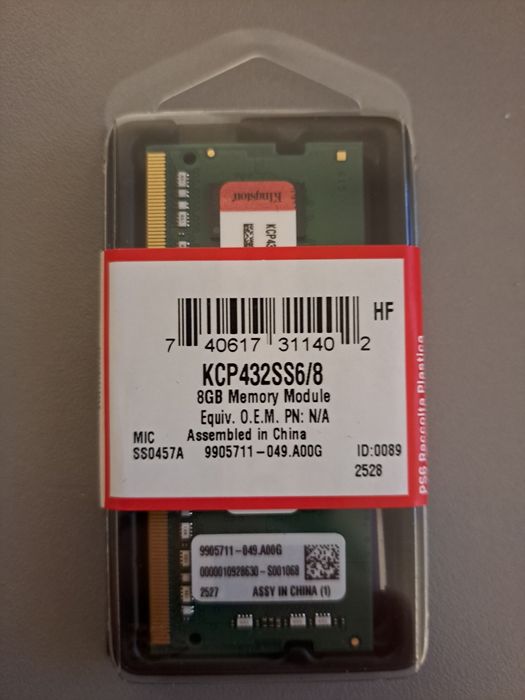 Kingston
KCP43
HF
7 40617 31140 2
KCP432SS6/8
8GB Memory Module
Equiv. O.E.M. PN: N/A
MIC Assembled in China
SS0457A 9905711-049.A00G ID:0089
2528
PS6 Raccolta Plastica
9905711-049.A00G
0000010928630-S001068
2527 ASSY IN CHINA (1)